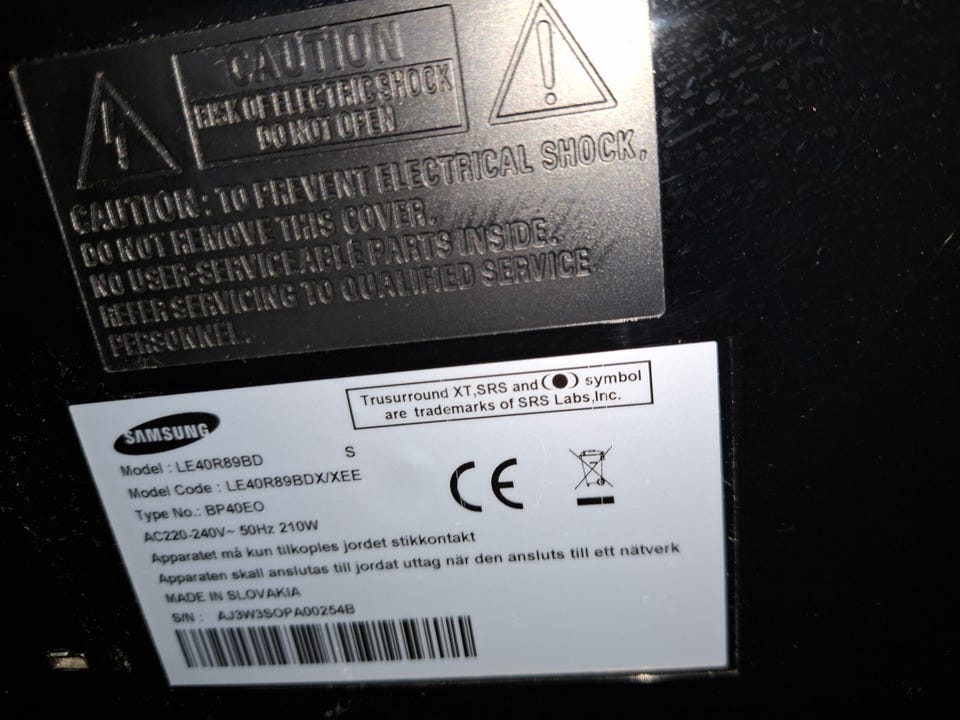 CAUTION
RISK OF ELECTRIC SHOCK
DO NOT OPEN
CAUTION: TO PREVENT ELECTRICAL SHOCK,
DO NOT REMOVE THIS COVER.
NO USER-SERVICEABLE PARTS INSIDE.
REFER SERVICING TO QUALIFIED SERVICE
PERSONNEL.
Trusurround XT,SRS and symbol
are trademarks of SRS Labs,Inc.
SAMSUNG
Model : LE40R89BD S
Model Code : LE40R89BDX/XEE
Type No.: BP40EO
AC220-240V~ 50Hz 210W
Apparatet må kun tilkoples jordet stikkontakt
Apparaten skall anslutas till jordat uttag när den ansluts till ett nätverk
MADE IN SLOVAKIA
S/N : AJ3W3SOPA00254B
CE